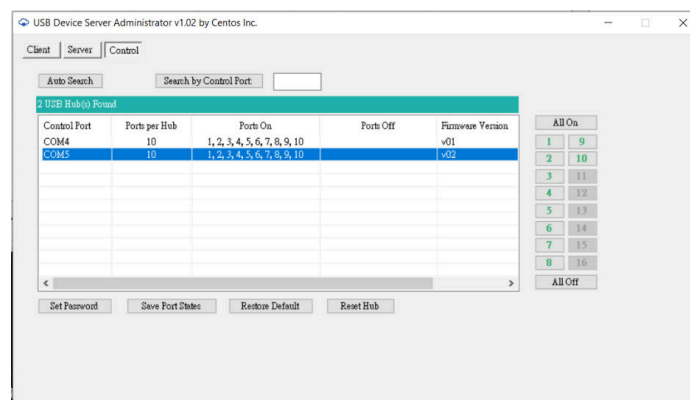 USB Device Server Administrator v1.02 by Centos Inc.
Client Server Control
Auto Search Search by Control Port:
2 USB Hub(s) Found
Control Port Ports per Hub Ports On Ports Off Firmware Version
COM4 10 1, 2, 3, 4, 5, 6, 7, 8, 9, 10 v01
COM5 10 1, 2, 3, 4, 5, 6, 7, 8, 9, 10 v02
All On
1 9
2 10
3 11
4 12
5 13
6 14
7 15
8 16
All Off
Set Password Save Port States Restore Default Reset Hub